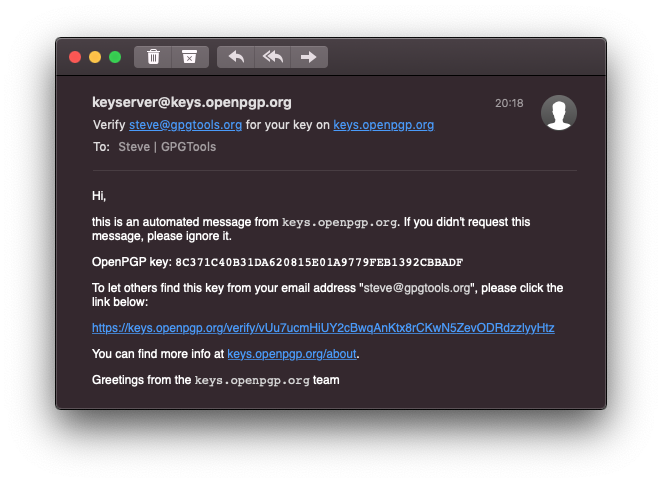 keyserver@keys.openpgp.org
20:18
Verify steve@gpgtools.org for your key on keys.openpgp.org
To: Steve | GPGTools
Hi,
this is an automated message from keys.openpgp.org. If you didn't request this
message, please ignore it.
OpenPGP key: 8C371C40B31DA620815E01A9779FEB1392CBBADF
To let others find this key from your email address "steve@gpgtools.org", please click the
link below:
https://keys.openpgp.org/verify/vUu7ucmHiUY2cBwqAnKtx8rCKwN5ZevODRdzzlyyHtz
You can find more info at keys.openpgp.org/about.
Greetings from the keys.openpgp.org team